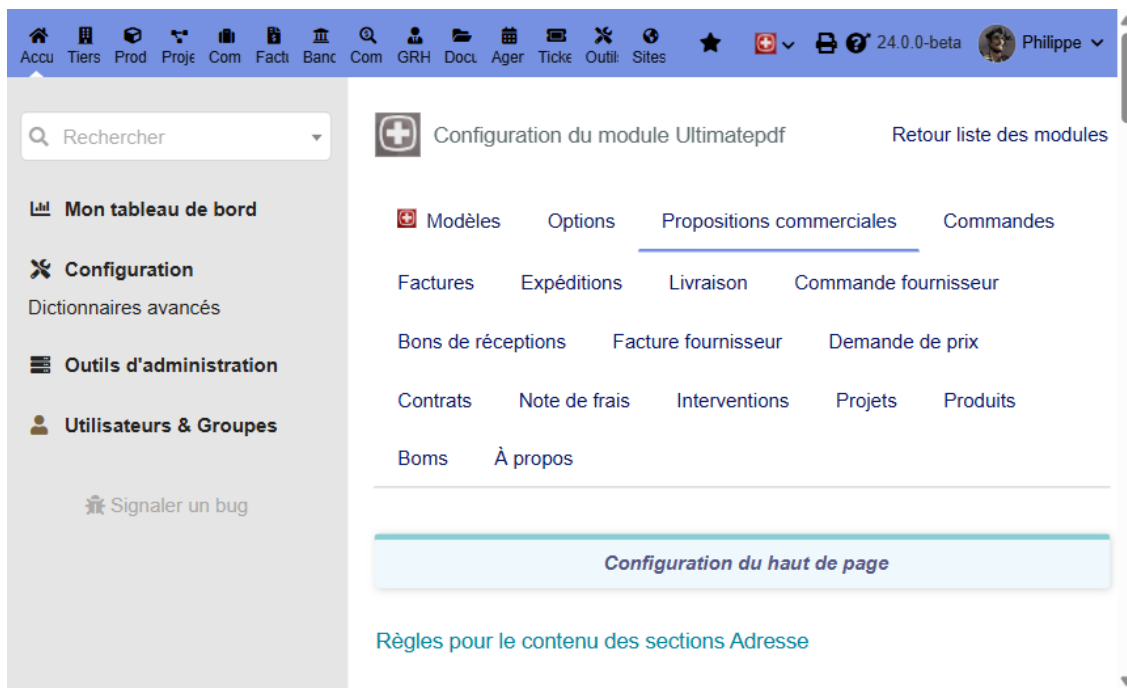 Accu Tiers Prod Proje Com Factu Banc Com GRH Docu Ager Ticke Outils Sites 24.0.0-beta Philippe
Rechercher
Configuration du module Ultimatepdf
Retour liste des modules
Mon tableau de bord
Configuration
Dictionnaires avancés
Outils d'administration
Utilisateurs & Groupes
Signaler un bug
Modèles Options Propositions commerciales Commandes
Factures Expéditions Livraison Commande fournisseur
Bons de réceptions Facture fournisseur Demande de prix
Contrats Note de frais Interventions Projets Produits
Boms À propos
Configuration du haut de page
Règles pour le contenu des sections Adresse